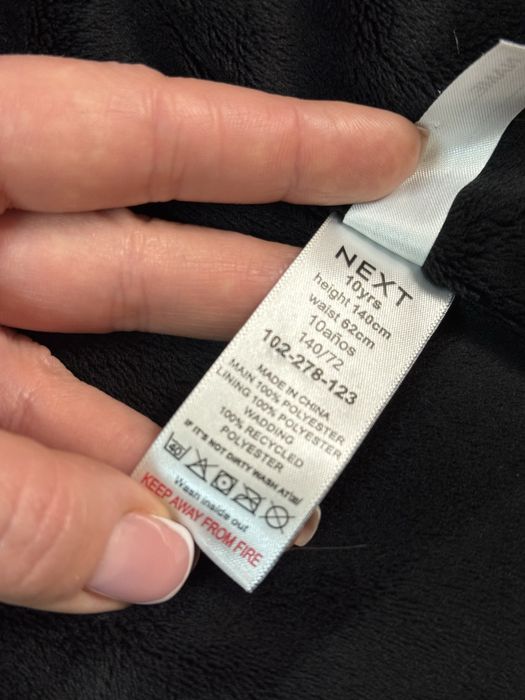 NEXT
10yrs
height 140cm
waist 62cm
10años
140/72
102-278-123
MADE IN CHINA
MAIN 100% POLYESTER
LINING 100% POLYESTER
WADDING
100% RECYCLED
POLYESTER
IF IT'S NOT DIRTY WASH AT
40
Wash inside out
KEEP AWAY FROM FIRE